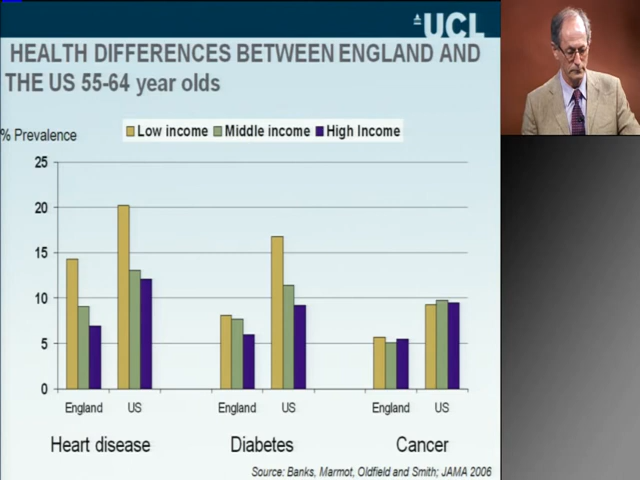 UCL
HEALTH DIFFERENCES BETWEEN ENGLAND AND
THE US 55-64 year olds
% Prevalence
Low income Middle income High Income
25
20
15
10
5
0
England US England US England US
Heart disease Diabetes Cancer
Source: Banks, Marmot, Oldfield and Smith; JAMA 2006